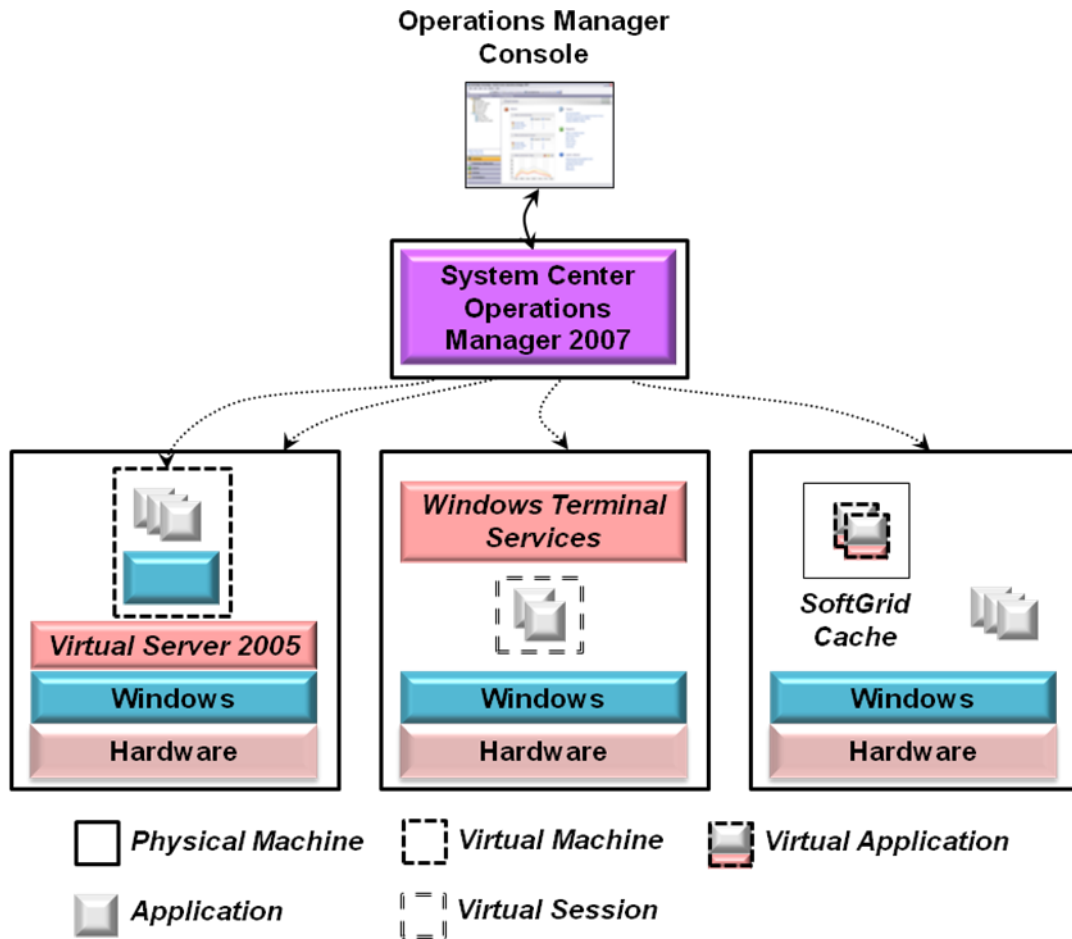 Operations Manager
Console
System Center
Operations
Manager 2007
Windows Terminal
Services
SoftGrid
Cache
Virtual Server 2005
Windows
Windows
Windows
Hardware
Hardware
Hardware
Physical Machine
Virtual Machine
Virtual Application
Application
Virtual Session